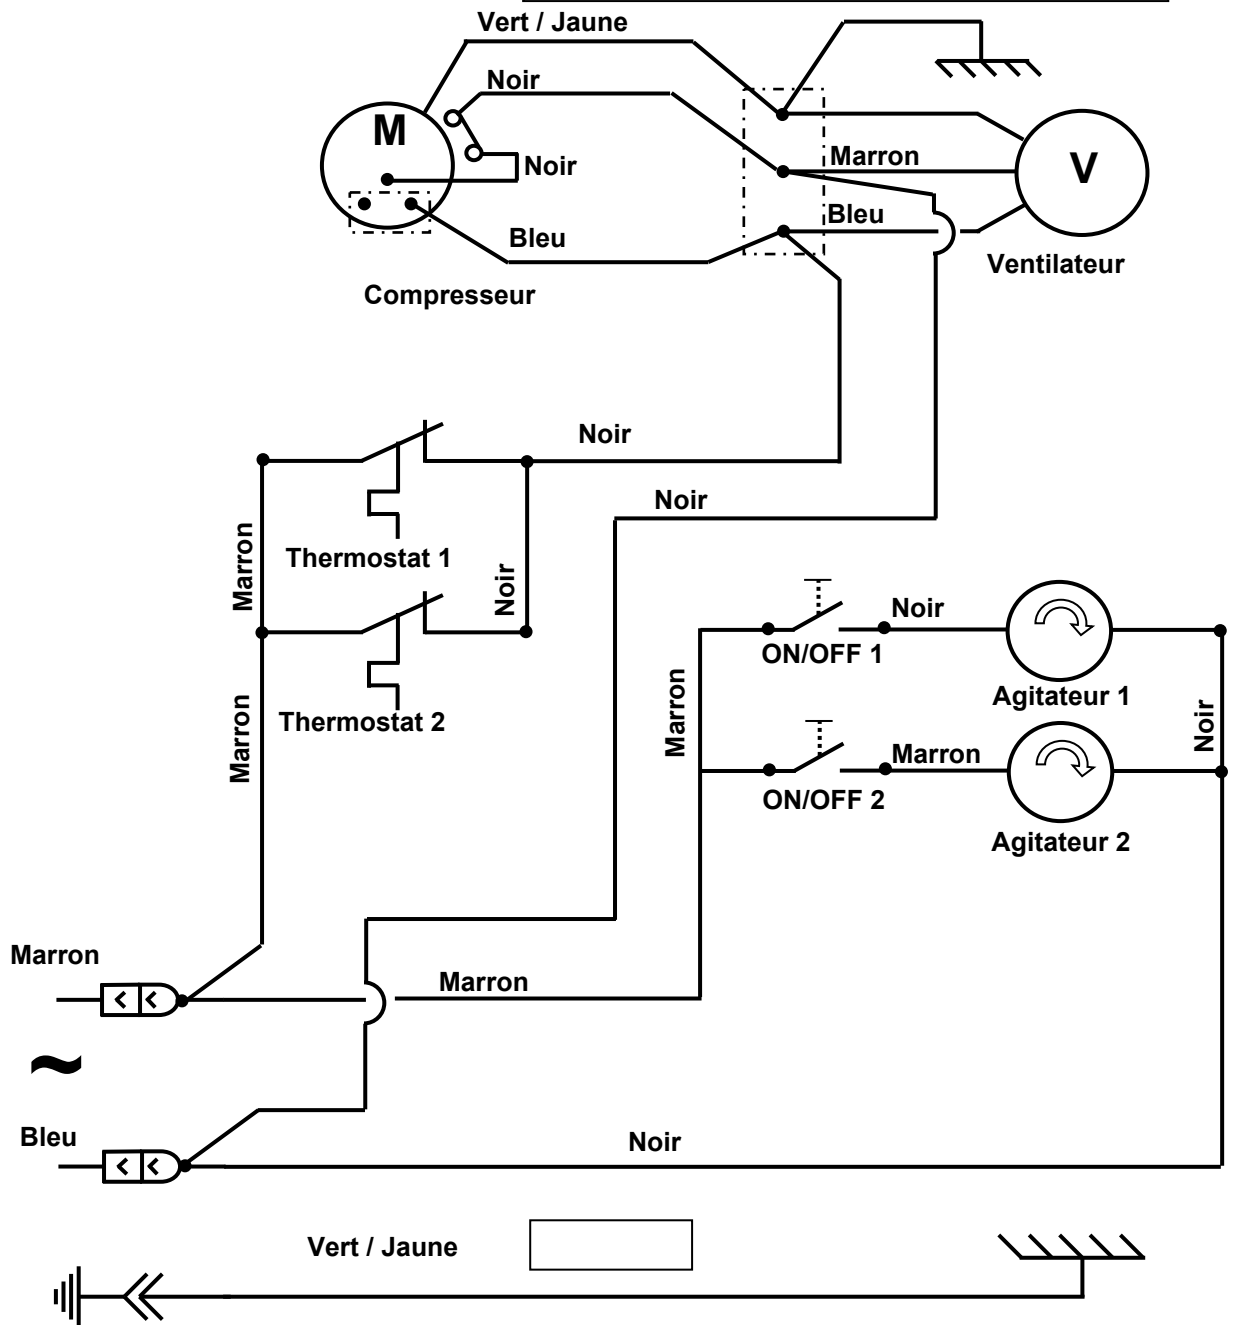 Vert / Jaune
Noir
M
Noir
Marron
V
Bleu
Bleu
Ventilateur
Compresseur
Noir
Noir
Marron
Thermostat 1
Noir
Noir
ON/OFF 1
Agitateur 1
Marron
Marron
Thermostat 2
Noir
Marron
ON/OFF 2
Agitateur 2
Marron
Marron
~
Bleu
Noir
Vert / Jaune